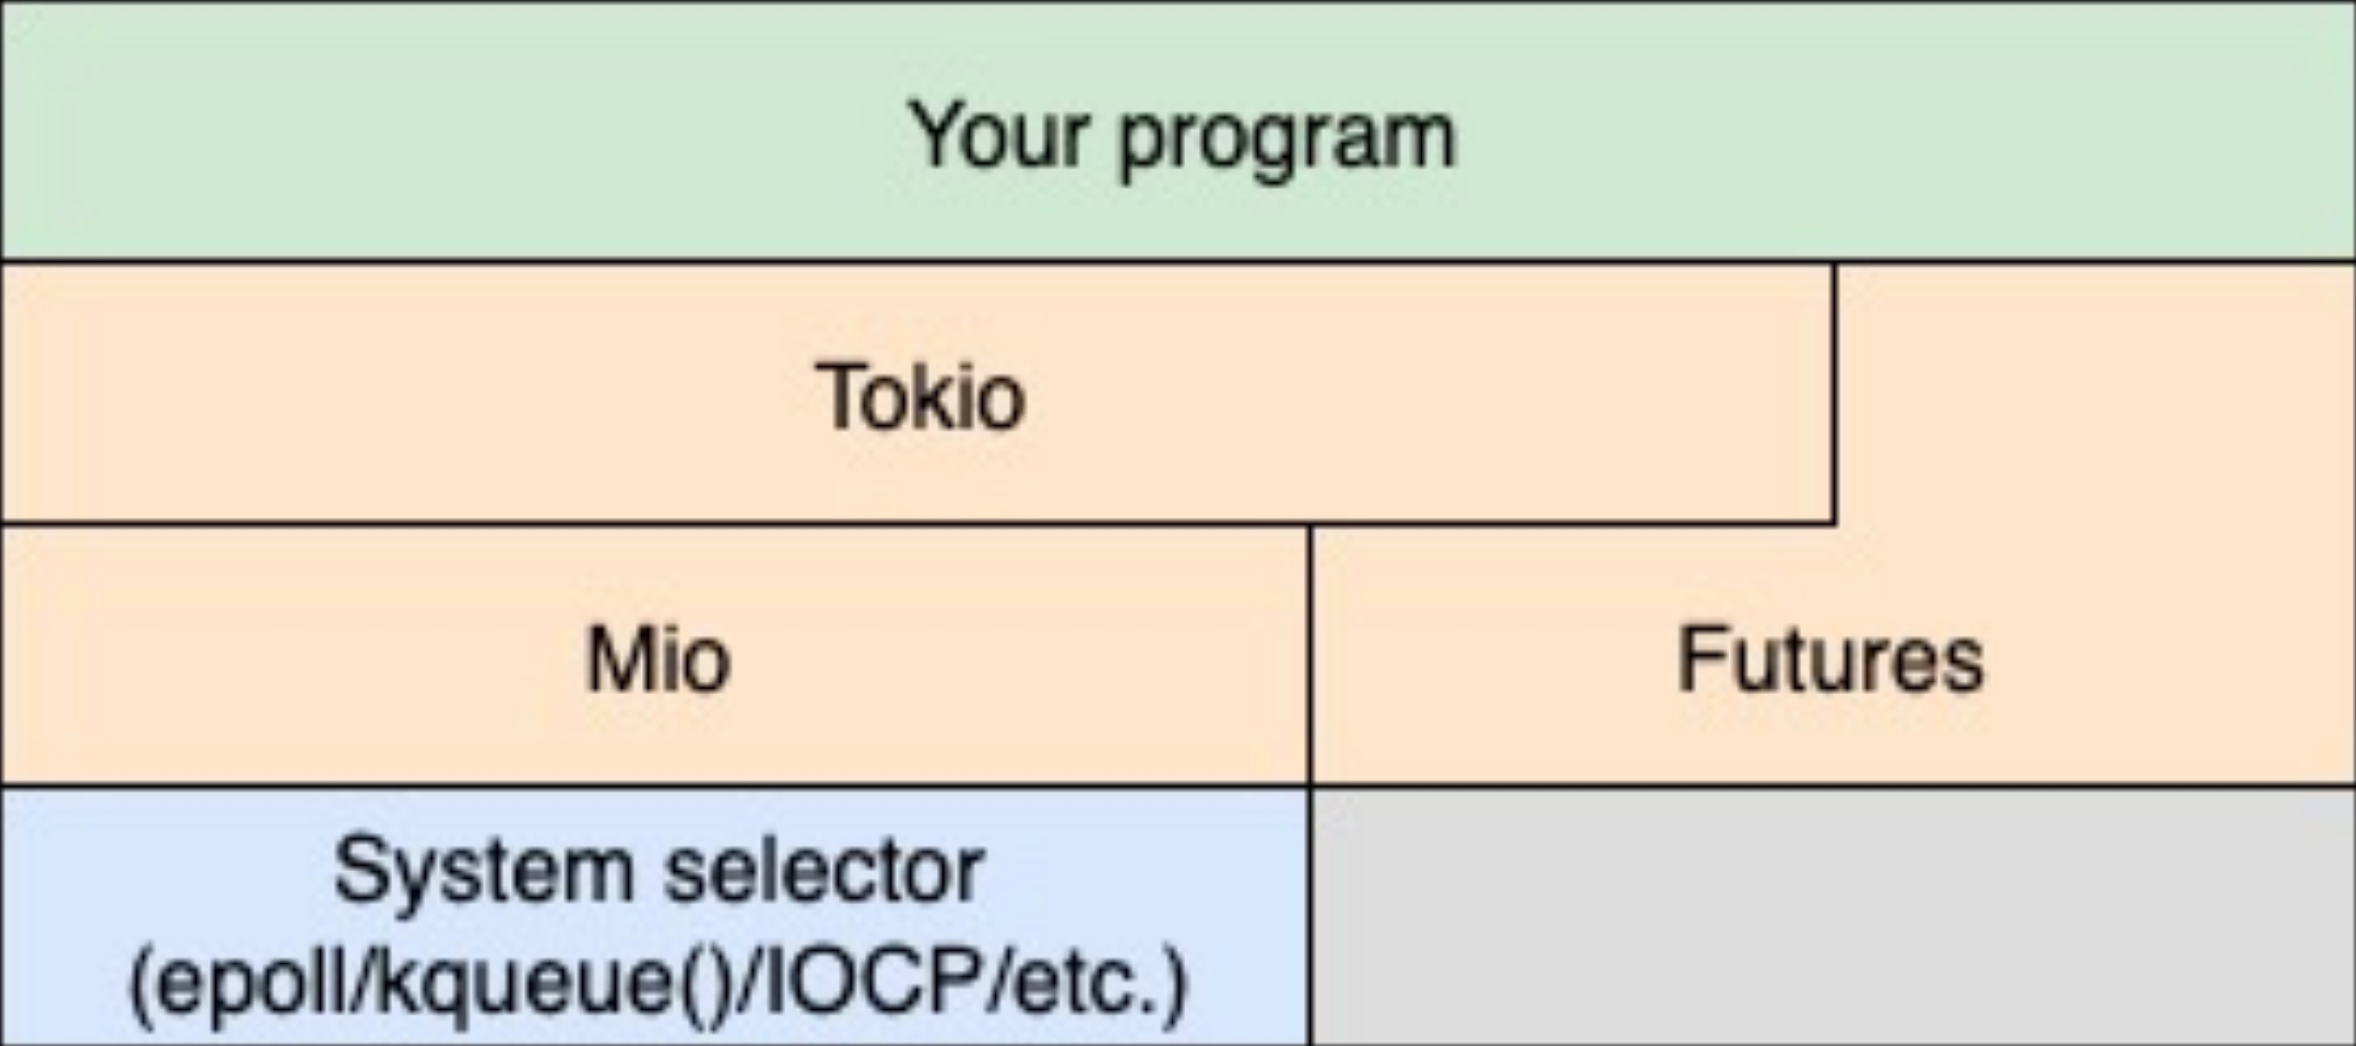 Your program
Tokio
Mio
Futures
System selector
(epoll/kqueue()/IOCP/etc.)